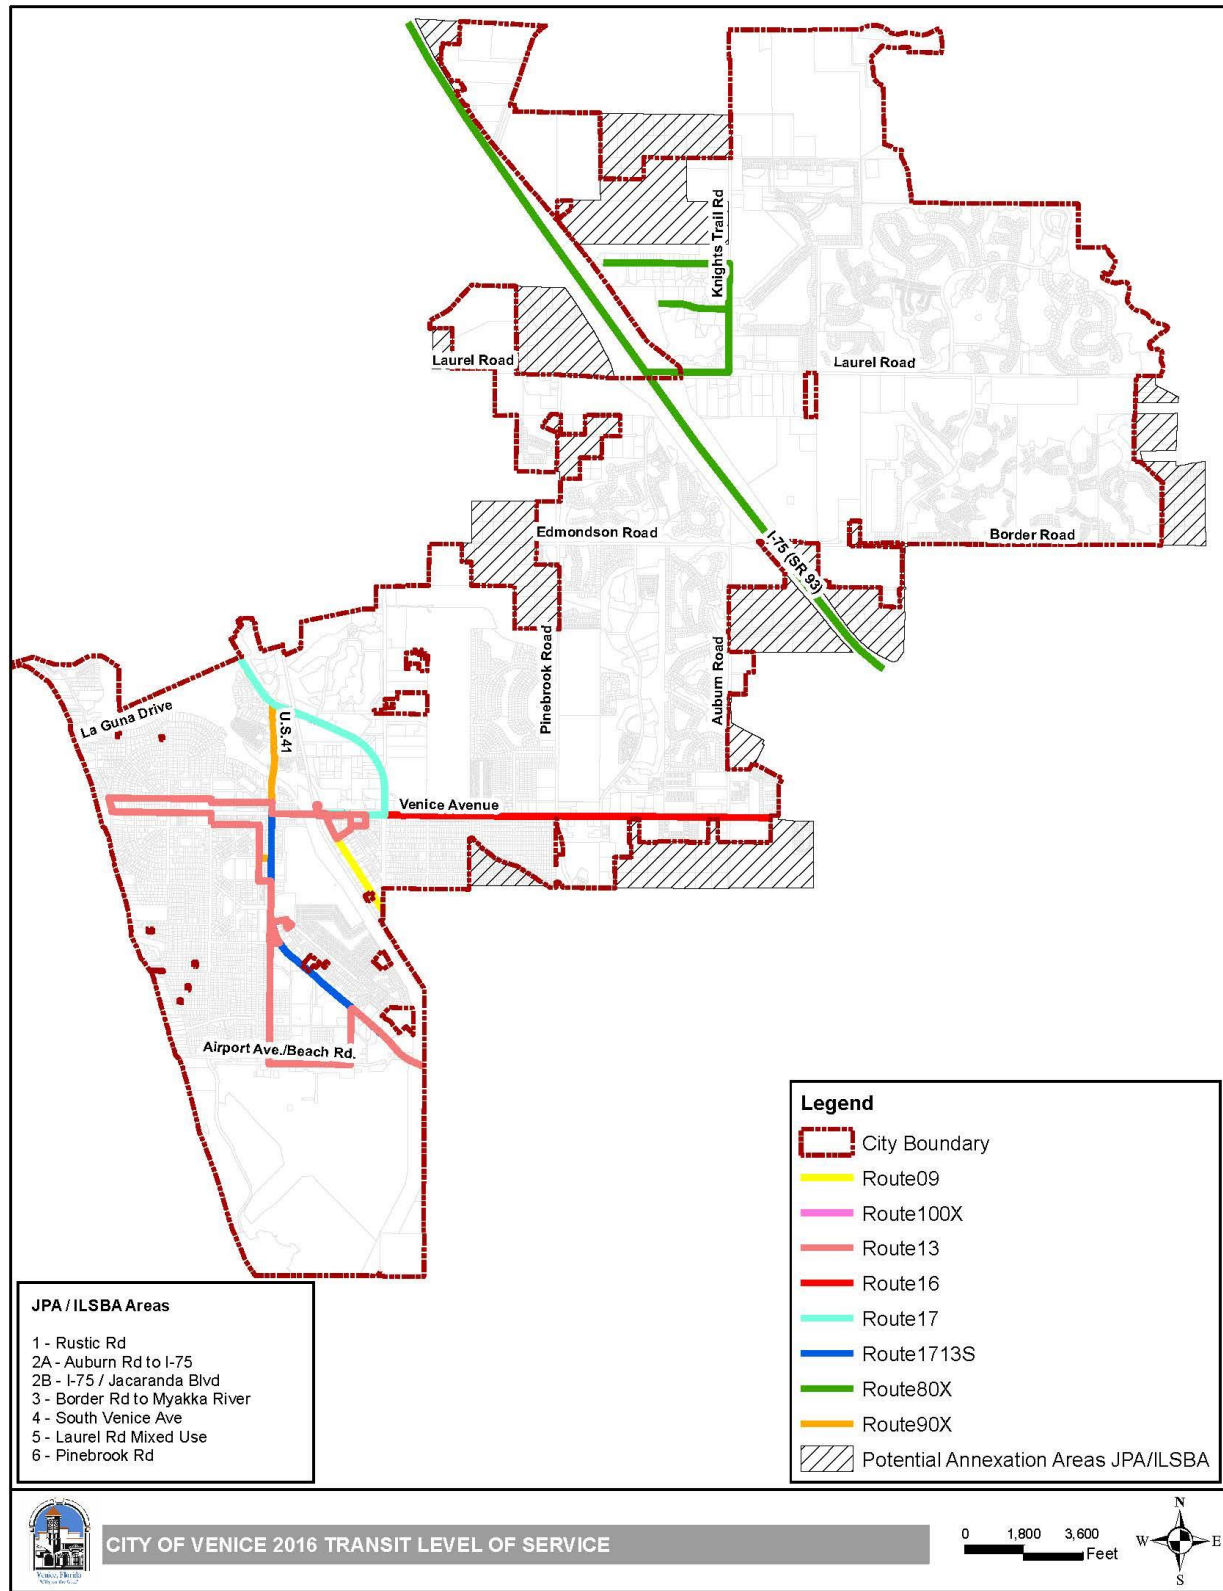 Knights Trail Rd
Laurel Road
Laurel Road
Edmondson Road
I-75 (SR 93)
Border Road
Pinebrook Road
Auburn Road
La Guna Drive
U.S.41
Venice Avenue
Airport Ave./Beach Rd.
Legend
City Boundary
Route09
Route100X
Route13
Route16
Route17
Route1713S
Route80X
Route90X
Potential Annexation Areas JPA/ILSBA
JPA / ILSBA Areas
1 - Rustic Rd
2A - Auburn Rd to I-75
2B - I-75 / Jacaranda Blvd
3 - Border Rd to Myakka River
4 - South Venice Ave
5 - Laurel Rd Mixed Use
6 - Pinebrook Rd
Venice, Florida
CITY OF VENICE 2016 TRANSIT LEVEL OF SERVICE
0 1,800 3,600
Feet
N
W E
S